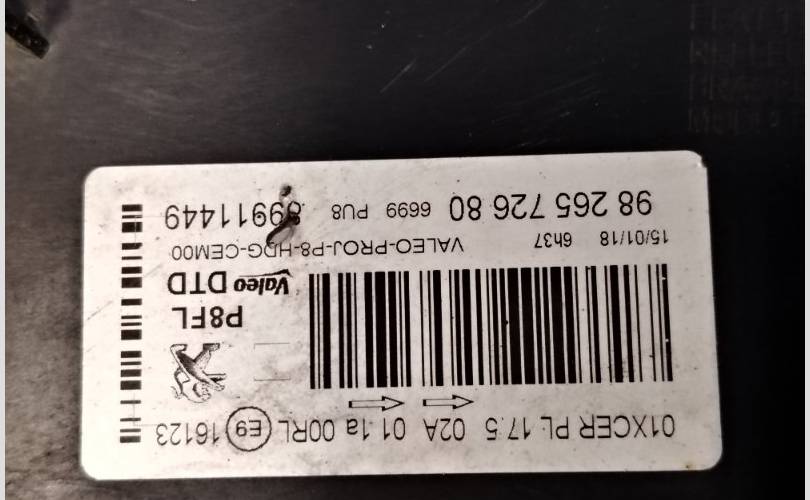 01XCER PL 17.5 02A 01 1a 00RL E9 16123
P8FL
Valeo DTD
15/01/18 6h37 VALEO-PROJ-P8-HDG-CEM00
98 265 726 80 6699 PU8 89911449